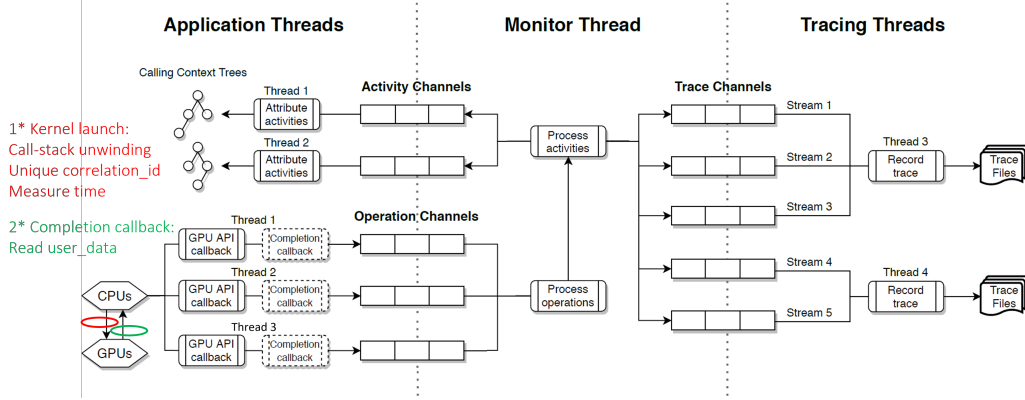 Application Threads
Monitor Thread
Tracing Threads
Calling Context Trees
Activity Channels
Trace Channels
Thread 1
Attribute
activities
Thread 2
Attribute
activities
1* Kernel launch:
Call-stack unwinding
Unique correlation_id
Measure time
2* Completion callback:
Read user_data
Process
activities
Stream 1
Stream 2
Stream 3
Thread 3
Record
trace
Trace
Files
Operation Channels
Thread 1
GPU API
callback
Completion
callback
Thread 2
GPU API
callback
Completion
callback
Thread 3
GPU API
callback
Completion
callback
CPUs
GPUs
Process
operations
Stream 4
Stream 5
Thread 4
Record
trace
Trace
Files